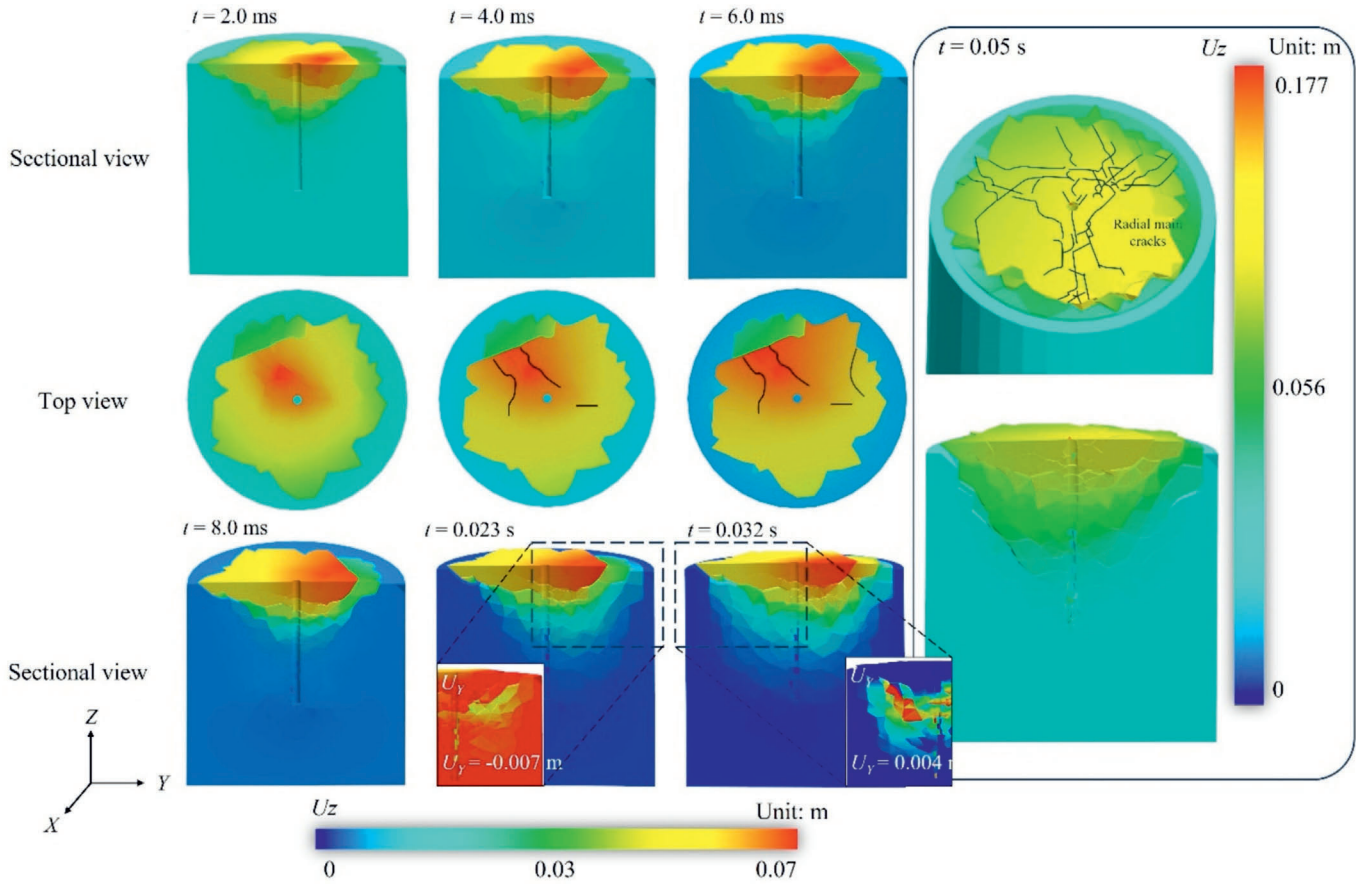 t = 2.0 ms
t = 4.0 ms
t = 6.0 ms
Sectional view
Top view
t = 8.0 ms
t = 0.023 s
t = 0.032 s
Sectional view
U_Y
U_Y = -0.007 m
U_Y
U_Y = 0.004 m
Z
Y
X
Uz
Unit: m
0
0.03
0.07
t = 0.05 s
Uz
Unit: m
0.177
0.056
0
Radial main
cracks